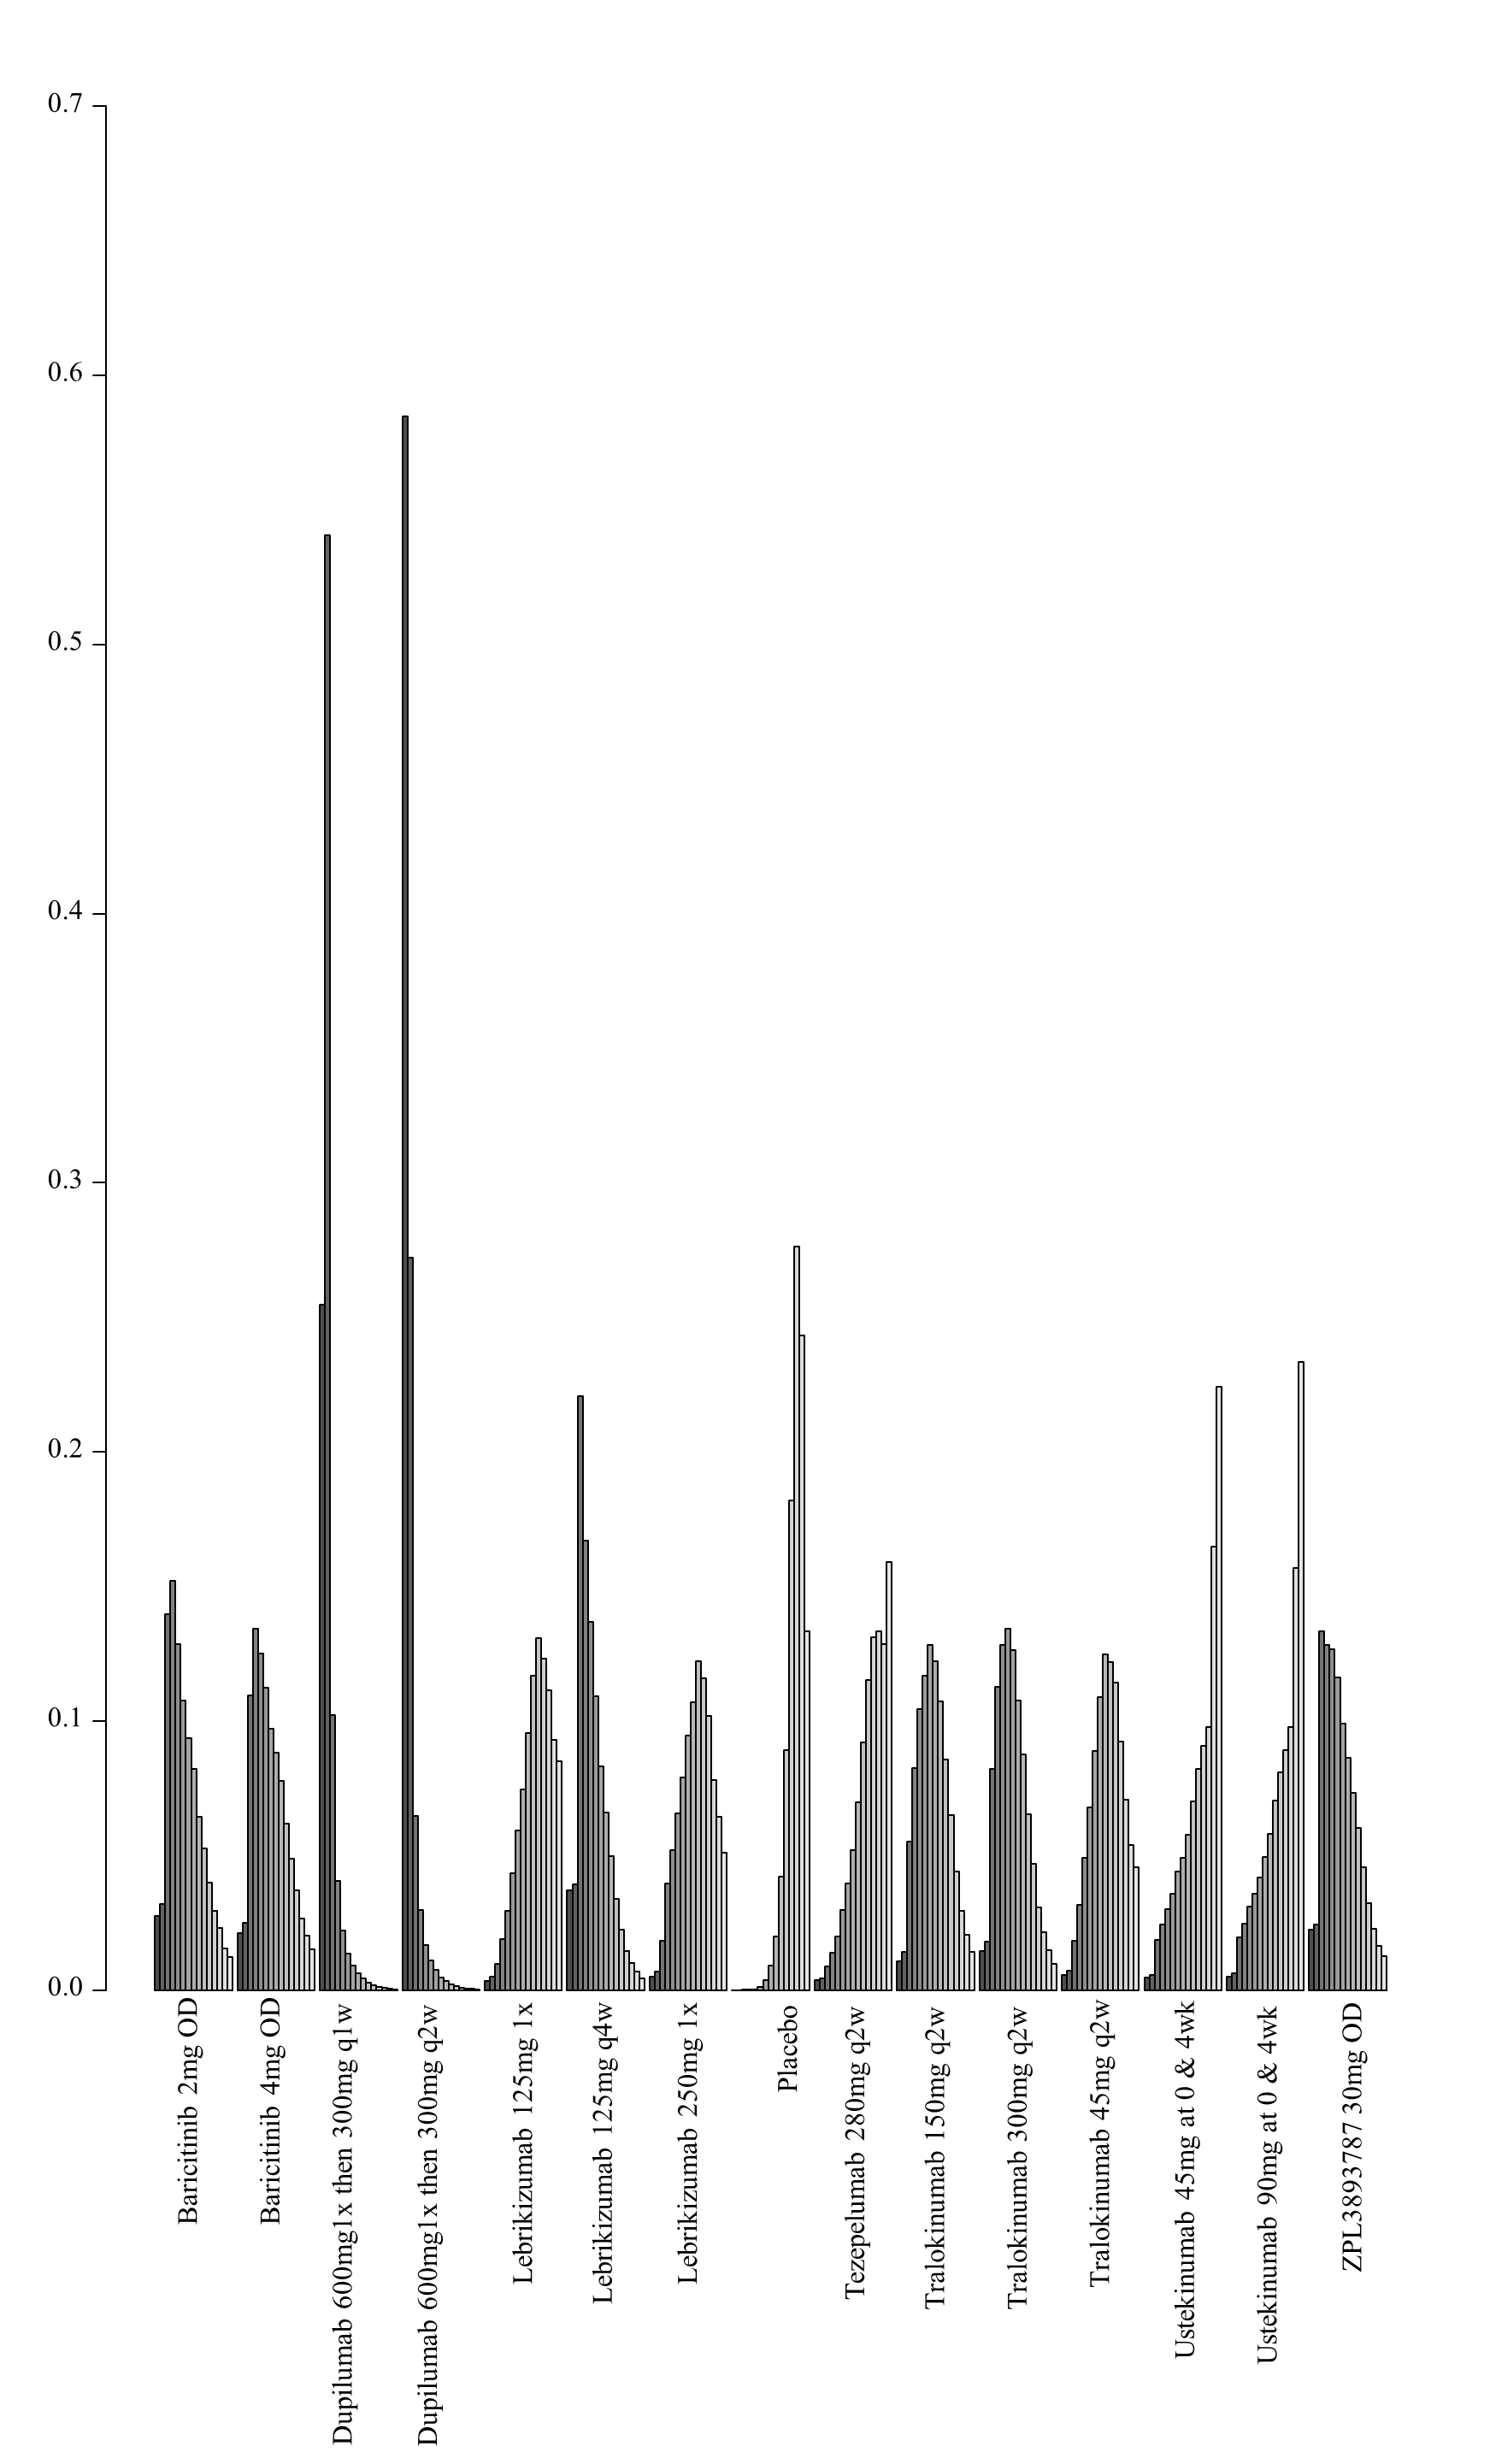 0.7
0.6
0.5
0.4
0.3
0.2
0.1
0.0
Baricitinib 2mg OD
Baricitinib 4mg OD
Dupilumab 600mg1x then 300mg q1w
Dupilumab 600mg1x then 300mg q2w
Lebrikizumab 125mg 1x
Lebrikizumab 125mg q4w
Lebrikizumab 250mg 1x
Placebo
Tezepelumab 280mg q2w
Tralokinumab 150mg q2w
Tralokinumab 300mg q2w
Tralokinumab 45mg q2w
Ustekinumab 45mg at 0 & 4wk
Ustekinumab 90mg at 0 & 4wk
ZPL3893787 30mg OD